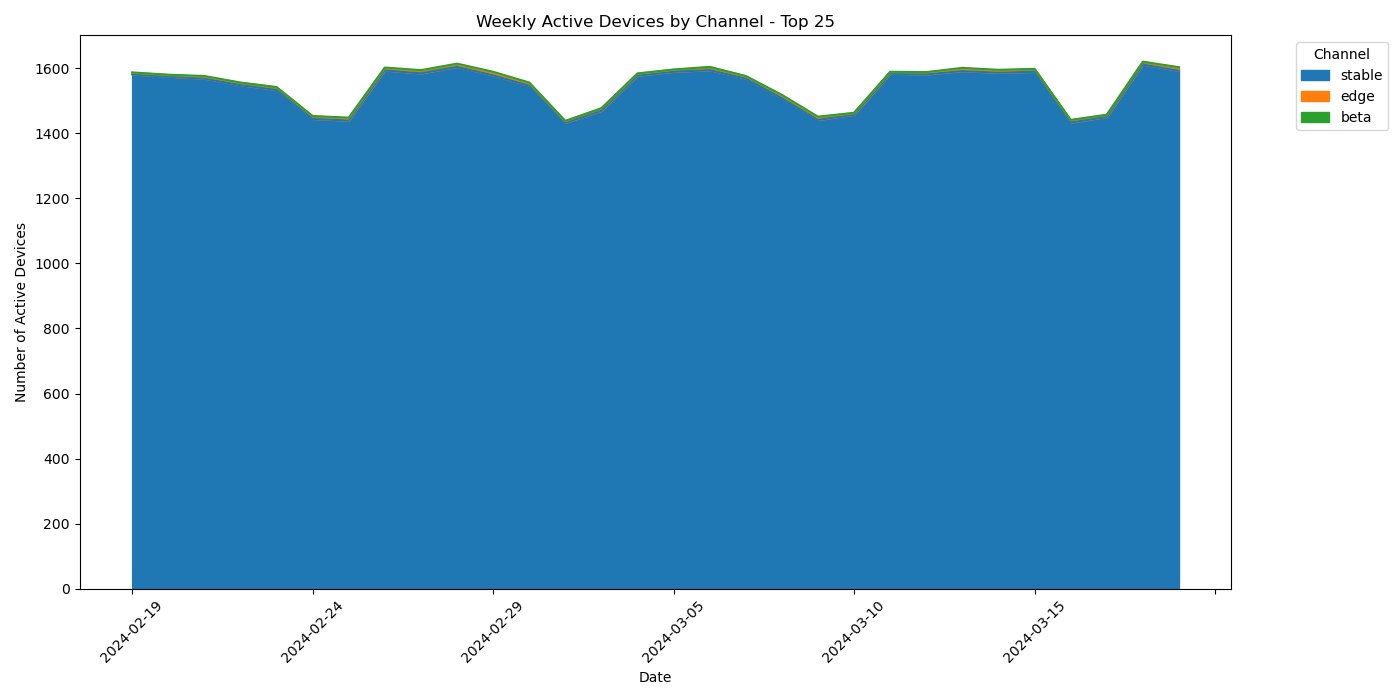 Weekly Active Devices by Channel - Top 25
Number of Active Devices
1600
1400
1200
1000
800
600
400
200
0
2024-02-19
2024-02-24
2024-02-29
2024-03-05
2024-03-10
2024-03-15
Date
Channel
stable
edge
beta